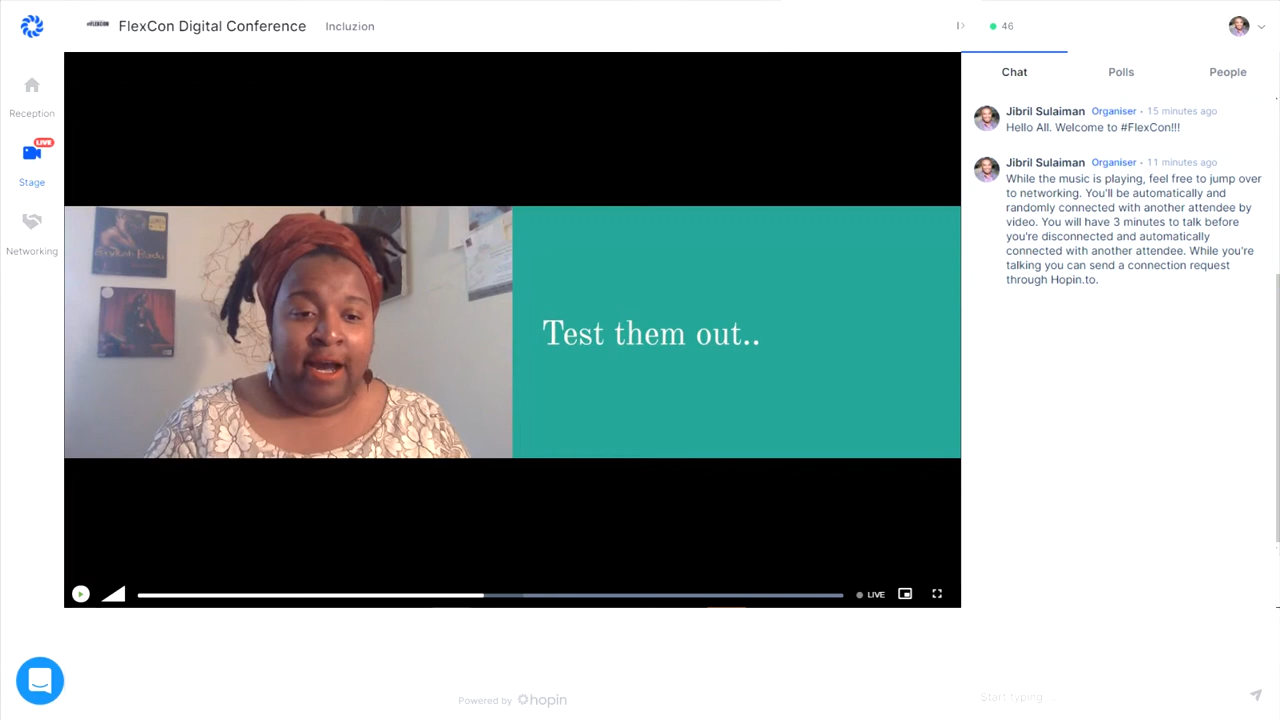 #FLEXCON
FlexCon Digital Conference
Incluzion
46
Reception
LIVE
Stage
Networking
Test them out..
LIVE
Chat
Polls
People
Jibril Sulaiman Organiser • 15 minutes ago
Hello All. Welcome to #FlexCon!!!
Jibril Sulaiman Organiser • 11 minutes ago
While the music is playing, feel free to jump over
to networking. You'll be automatically and
randomly connected with another attendee by
video. You will have 3 minutes to talk before
you're disconnected and automatically
connected with another attendee. While you're
talking you can send a connection request
through Hopin.to.
Powered by hopin
Start typing...